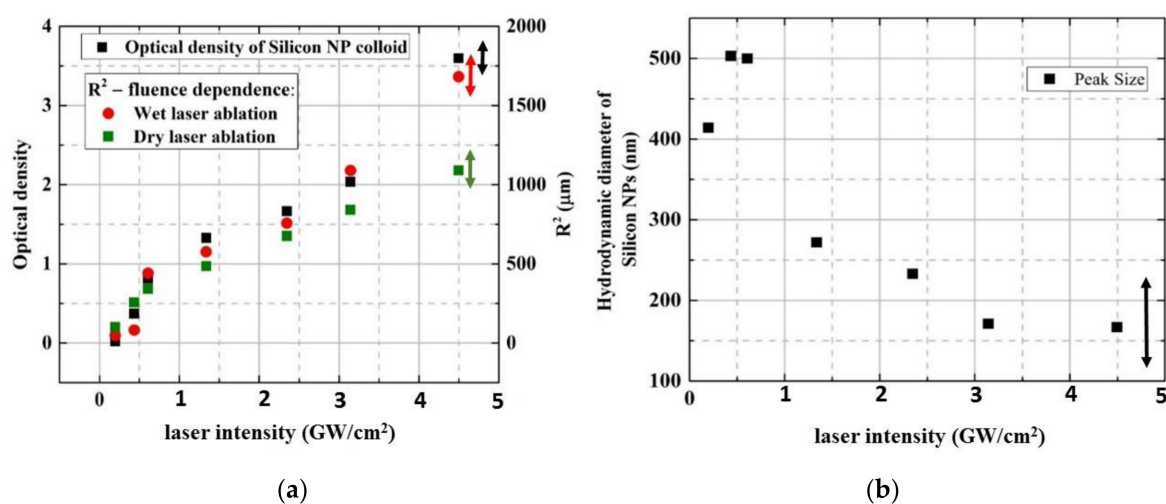 4
3
2
1
0
Optical density
Optical density of Silicon NP colloid
R² – fluence dependence:
Wet laser ablation
Dry laser ablation
2000
1500
1000
500
0
R² (μm)
0 1 2 3 4 5
laser intensity (GW/cm²)
(a)
500
400
300
200
100
Hydrodynamic diameter of
Silicon NPs (nm)
Peak Size
0 1 2 3 4 5
laser intensity (GW/cm²)
(b)